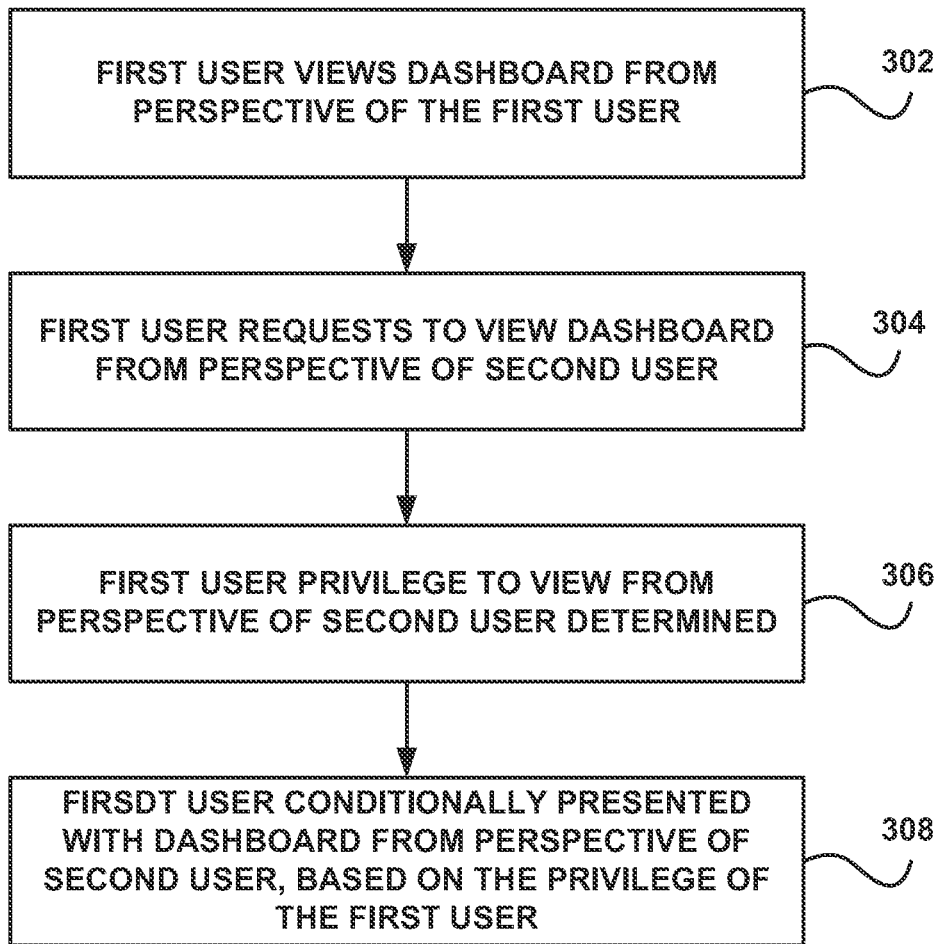 FIRST USER VIEWS DASHBOARD FROM
PERSPECTIVE OF THE FIRST USER
302
FIRST USER REQUESTS TO VIEW DASHBOARD
FROM PERSPECTIVE OF SECOND USER
304
FIRST USER PRIVILEGE TO VIEW FROM
PERSPECTIVE OF SECOND USER DETERMINED
306
FIRSDT USER CONDITIONALLY PRESENTED
WITH DASHBOARD FROM PERSPECTIVE OF
SECOND USER, BASED ON THE PRIVILEGE OF
THE FIRST USER
308